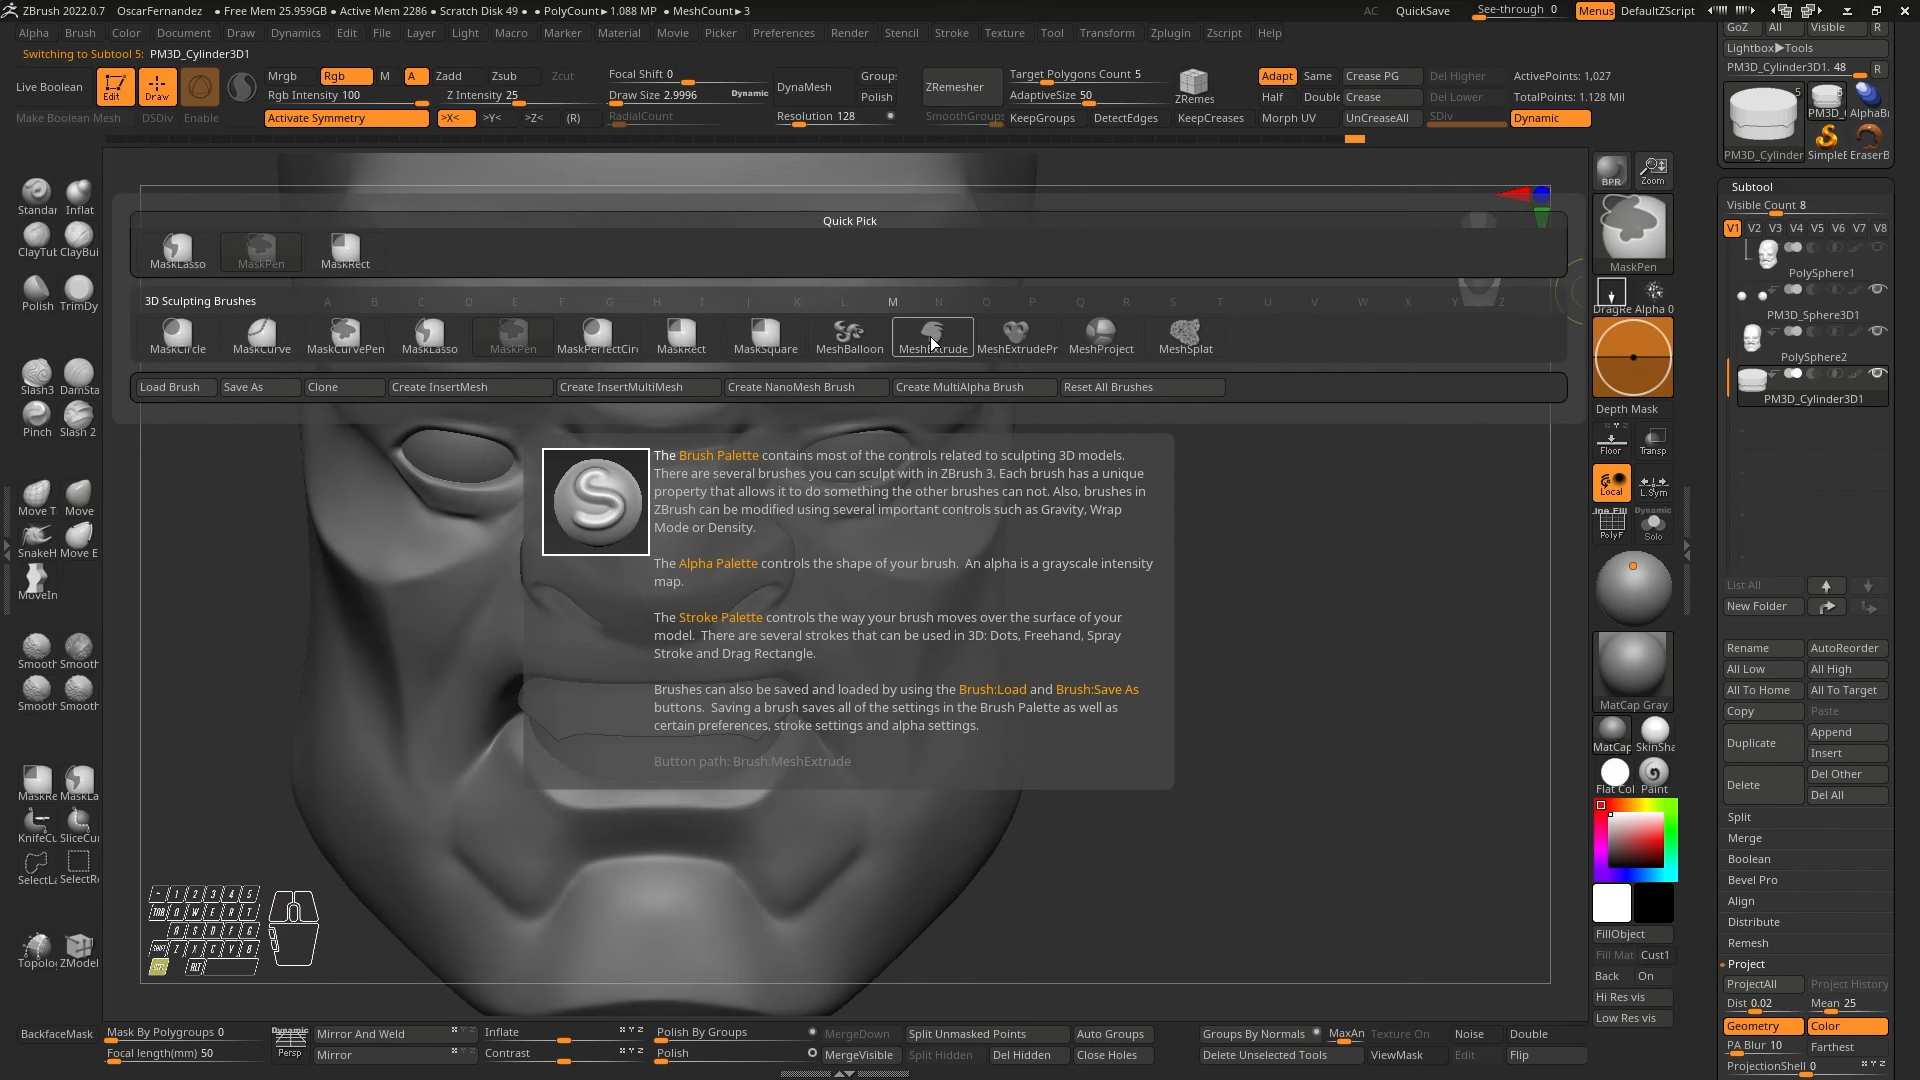 ZBrush 2022.0.7 OscarFernandez • Free Mem 25.959GB • Active Mem 2286 • Scratch Disk 49 • • PolyCount▸1.088 MP • MeshCount▸3 AC QuickSave See-through 0 Menus DefaultZScript
Alpha Brush Color Document Draw Dynamics Edit File Layer Light Macro Marker Material Movie Picker Preferences Render Stencil Stroke Texture Tool Transform Zplugin Zscript Help
Switching to Subtool 5: PM3D_Cylinder3D1
Live Boolean
Make Boolean Mesh DSDiv Enable
Edit Draw
Mrgb Rgb M A Zadd Zsub Zcut
Rgb Intensity 100 Z Intensity 25
Activate Symmetry >X< >Y< >Z< (R)
Focal Shift 0
Draw Size 2.9996 Dynamic
RadialCount
DynaMesh Group: Polish
Resolution 128
ZRemesher
SmoothGroups
Target Polygons Count 5
AdaptiveSize 50
KeepGroups DetectEdges KeepCreases
ZRemes
Adapt Same
Half Double
Morph UV
Crease PG
Crease
UnCreaseAll
Del Higher
Del Lower
SDiv
ActivePoints: 1,027
TotalPoints: 1.128 Mil
Dynamic
GoZ All Visible R
Lightbox▶Tools
PM3D_Cylinder3D1. 48 R
5 5
PM3D_Cylinder PM3D_( AlphaB
SimpleE EraserB
Standar Inflat
ClayTul ClayBui
Polish TrimDy
Slash3 DamSta
Pinch Slash 2
Move T Move
SnakeH Move E
MoveIn
Smooth Smooth
Smooth Smooth
MaskRe MaskLa
KnifeCu SliceCur
SelectLa SelectRe
Topolog ZModel
BackfaceMask
Quick Pick
MaskLasso MaskPen MaskRect
3D Sculpting Brushes A B C D E F G H I J K L M N O P Q R S T U V W X Y Z
MaskCircle MaskCurve MaskCurvePen MaskLasso MaskPen MaskPerfectCirc MaskRect MaskSquare MeshBalloon MeshExtrude MeshExtrudePr MeshProject MeshSplat
Load Brush Save As Clone Create InsertMesh Create InsertMultiMesh Create NanoMesh Brush Create MultiAlpha Brush Reset All Brushes
The Brush Palette contains most of the controls related to sculpting 3D models.
There are several brushes you can sculpt with in ZBrush 3. Each brush has a unique
property that allows it to do something the other brushes can not. Also, brushes in
ZBrush can be modified using several important controls such as Gravity, Wrap
Mode or Density.
The Alpha Palette controls the shape of your brush. An alpha is a grayscale intensity
map.
The Stroke Palette controls the way your brush moves over the surface of your
model. There are several strokes that can be used in 3D: Dots, Freehand, Spray
Stroke and Drag Rectangle.
Brushes can also be saved and loaded by using the Brush:Load and Brush:Save As
buttons. Saving a brush saves all of the settings in the Brush Palette as well as
certain preferences, stroke settings and alpha settings.
Button path: Brush:MeshExtrude
- 1 2 3 4 5
TAB Q W E R T
A S D F G
SHIFT Z X C V B
ALT
BPR Zoom
MaskPen
DragRe Alpha 0
Depth Mask
Floor Transp
Local L.Sym
PolyF
Dynamic
Solo
MatCap Gray
MatCap SkinSha
Flat Col Paint
FillObject
Fill Mat Cust1
Back On
Hi Res vis
Low Res vis
Subtool
Visible Count 8
V1 V2 V3 V4 V5 V6 V7 V8
PolySphere1
PM3D_Sphere3D1
PolySphere2
PM3D_Cylinder3D1
List All
New Folder
Rename AutoReorder
All Low All High
All To Home All To Target
Copy Paste
Duplicate Append
Insert
Delete Del Other
Del All
Split
Merge
Boolean
Bevel Pro
Align
Distribute
Remesh
Project
ProjectAll Project History
Dist 0.02 Mean 25
Geometry Color
PA Blur 10 Farthest
ProjectionShell 0
Mask By Polygroups 0
Focal length(mm) 50
Dynamic
Persp
Mirror And Weld
Mirror
Inflate
Contrast
Polish By Groups
Polish
MergeDown
MergeVisible
Split Unmasked Points Auto Groups
Split Hidden Del Hidden Close Holes
Groups By Normals MaxAn Texture On Noise Double
Delete Unselected Tools ViewMask Edit Flip